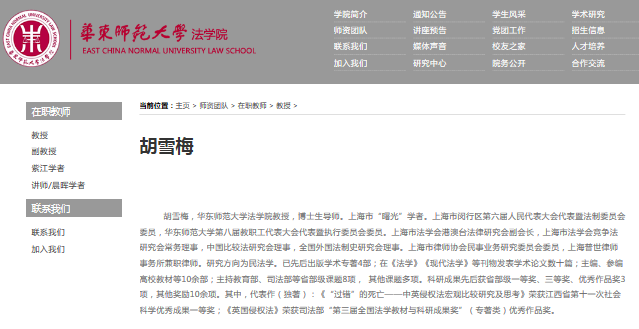 華東師範大學 法学院
EAST CHINA NORMAL UNIVERSITY LAW SCHOOL
学院简介 通知公告 学生风采 学术研究
师资团队 讲座预告 党团工作 招生信息
联系我们 媒体声音 校友之家 人才培养
加入我们 研究中心 院务公开 合作交流
在职教师
教授
副教授
紫江学者
讲师/晨晖学者
联系我们
联系我们
加入我们
当前位置：主页 > 师资团队 > 在职教师 > 教授 >
胡雪梅
胡雪梅，华东师范大学法学院教授，博士生导师。上海市“曙光”学者。上海市闵行区第六届人民代表大会代表暨法制委员会
委员，华东师范大学第八届教职工代表大会代表暨执行委员会委员。上海市法学会港澳台法律研究会副会长，上海市法学会竞争法
研究会常务理事，中国比较法研究会理事，全国外国法制史研究会理事。上海市律师协会民事业务研究委员会委员，上海普世律师
事务所兼职律师。研究方向为民法学。已先后出版学术专著4部；在《法学》《现代法学》等刊物发表学术论文数十篇；主编、参编
高校教材等10余部；主持教育部、司法部等省部级课题8项， 其他课题多项。科研成果先后获省部级一等奖、三等奖、优秀作品奖3
项，其他奖励10余项。其中，代表作（独著）：《“过错”的死亡——中英侵权法宏观比较研究及思考》荣获江西省第十一次社会
科学优秀成果一等奖；《英国侵权法》荣获司法部“第三届全国法学教材与科研成果奖”（专著类）优秀作品奖。